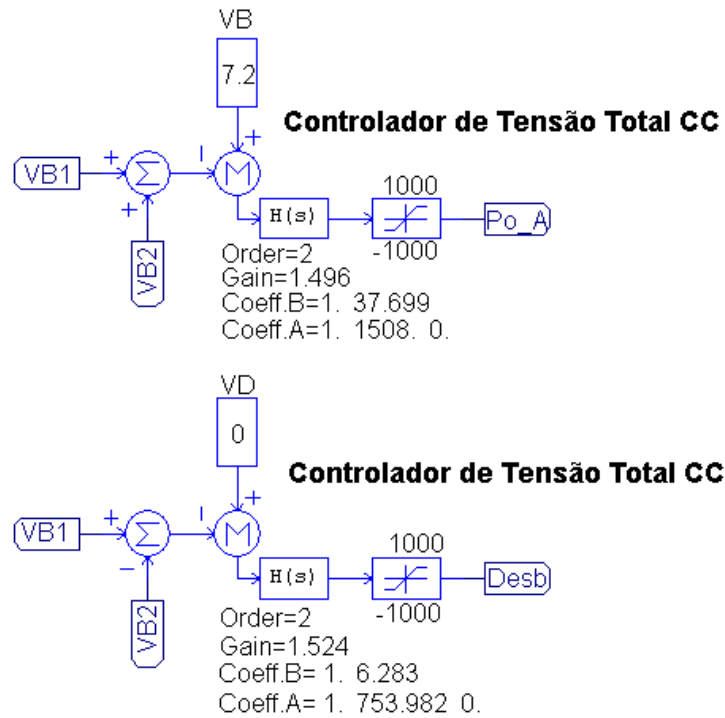 VB
7.2
Controlador de Tensão Total CC
VB1
+
Σ
+
VB2
-
M
+
H(s)
1000
-1000
Po_A
Order=2
Gain=1.496
Coeff.B=1. 37.699
Coeff.A=1. 1508. 0.
VD
0
Controlador de Tensão Total CC
VB1
+
Σ
−
VB2
-
M
+
H(s)
1000
-1000
Desb
Order=2
Gain=1.524
Coeff.B= 1. 6.283
Coeff.A= 1. 753.982 0.